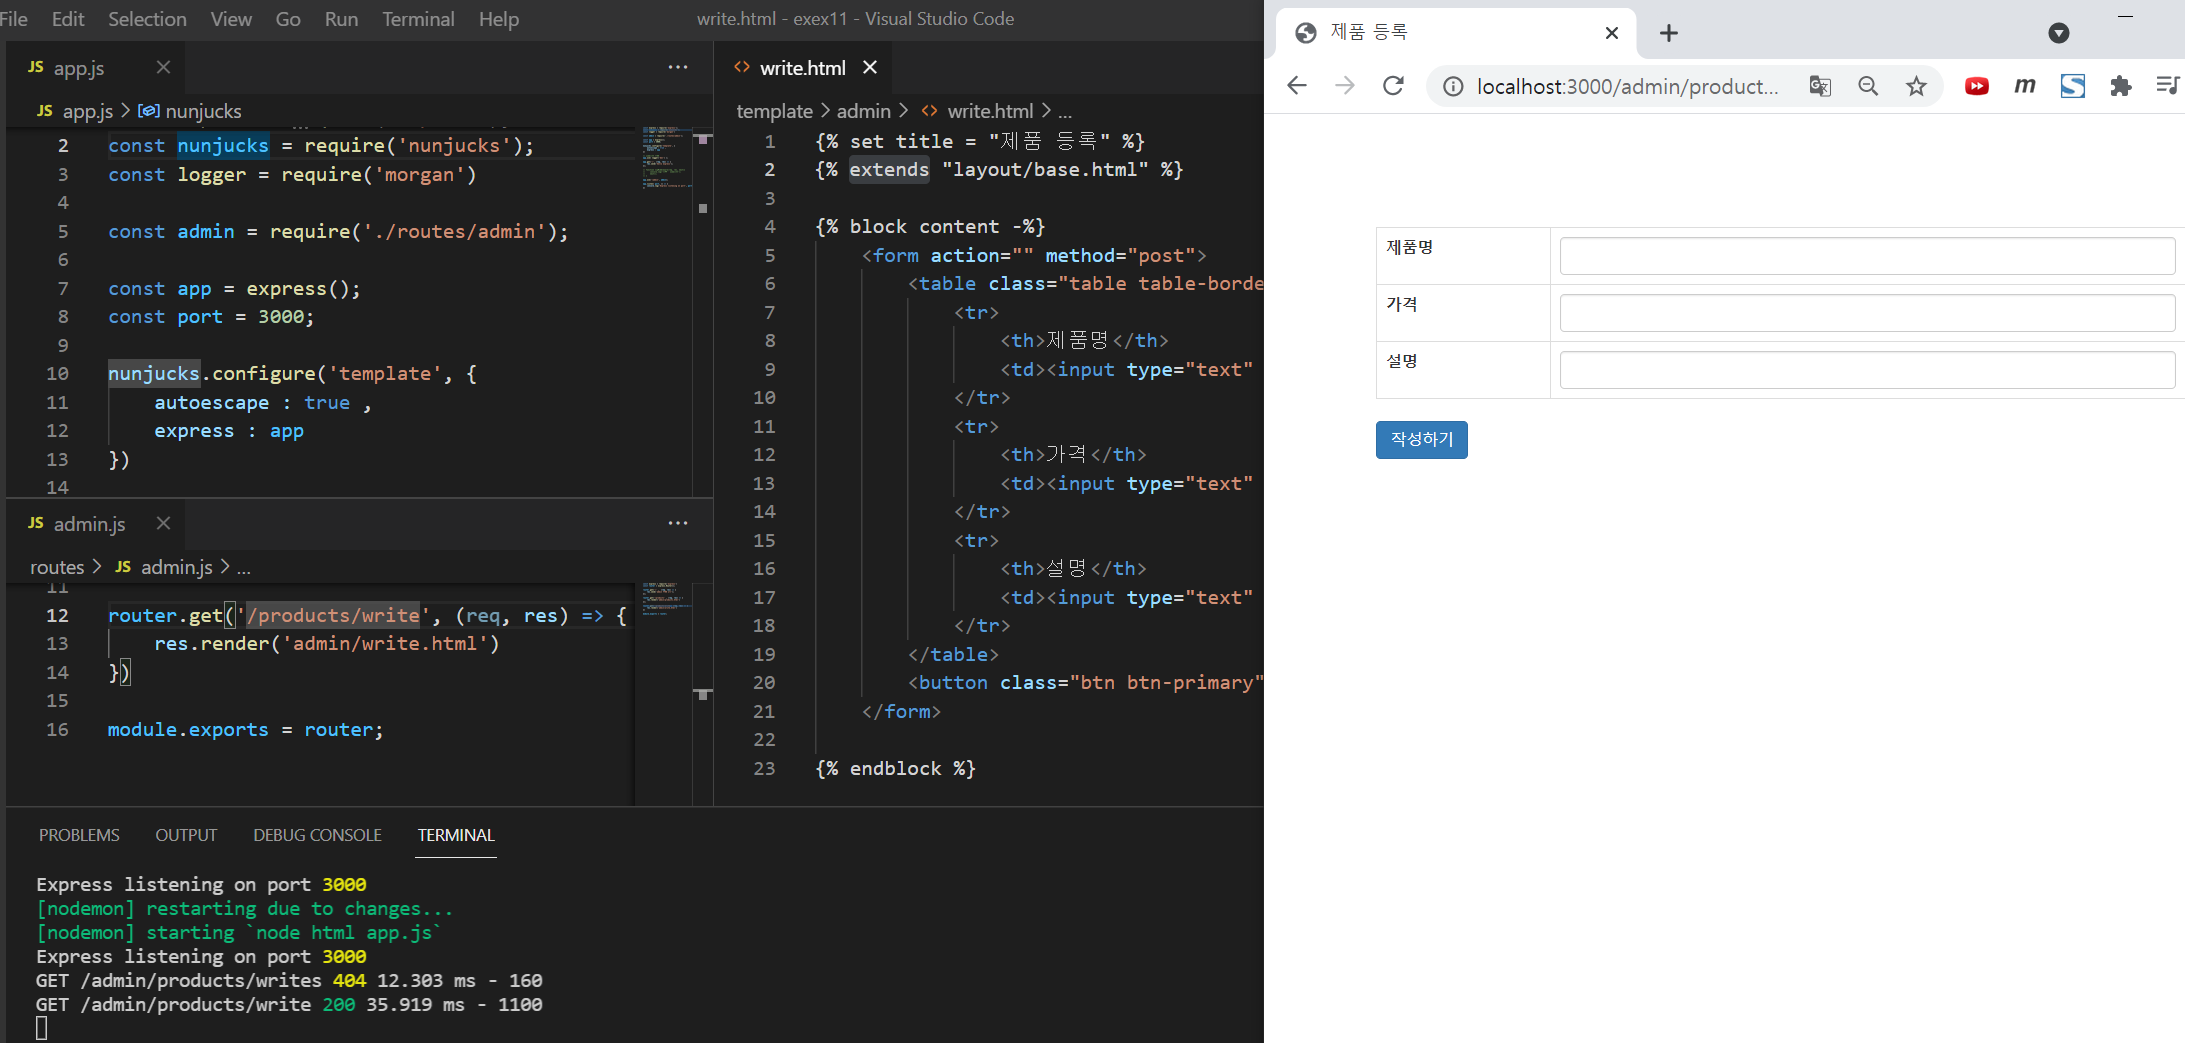 File Edit Selection View Go Run Terminal Help
write.html - exex11 - Visual Studio Code
JS app.js
JS app.js > nunjucks
2 const nunjucks = require('nunjucks');
3 const logger = require('morgan')
4
5 const admin = require('./routes/admin');
6
7 const app = express();
8 const port = 3000;
9
10 nunjucks.configure('template', {
11 autoescape : true ,
12 express : app
13 })
14
JS admin.js
routes > JS admin.js > ...
11
12 router.get('/products/write', (req, res) => {
13 res.render('admin/write.html')
14 })
15
16 module.exports = router;
write.html
template > admin > write.html > ...
1 {% set title = "제품 등록" %}
2 {% extends "layout/base.html" %}
3
4 {% block content -%}
5 <form action="" method="post">
6 <table class="table table-borde
7 <tr>
8 <th>제품명</th>
9 <td><input type="text"
10 </tr>
11 <tr>
12 <th>가격</th>
13 <td><input type="text"
14 </tr>
15 <tr>
16 <th>설명</th>
17 <td><input type="text"
18 </tr>
19 </table>
20 <button class="btn btn-primary"
21 </form>
22
23 {% endblock %}
PROBLEMS OUTPUT DEBUG CONSOLE TERMINAL
Express listening on port 3000
[nodemon] restarting due to changes...
[nodemon] starting `node html app.js`
Express listening on port 3000
GET /admin/products/writes 404 12.303 ms - 160
GET /admin/products/write 200 35.919 ms - 1100
제품 등록
localhost:3000/admin/product...
제품명
가격
설명
작성하기